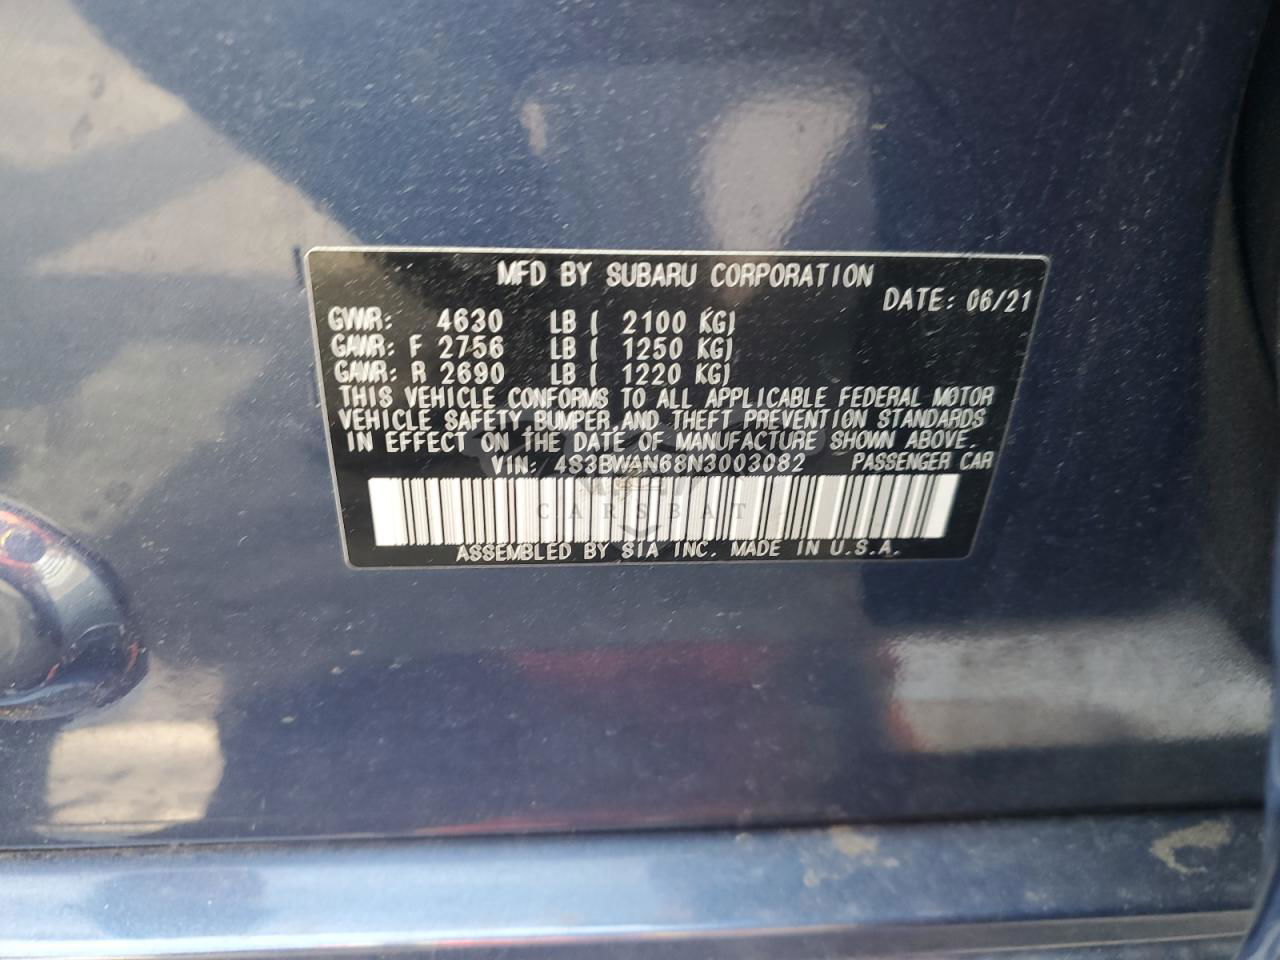 MFD BY SUBARU CORPORATION
DATE: 06/21
GVWR: 4630 LB ( 2100 KG)
GAWR: F 2756 LB ( 1250 KG)
GAWR: R 2690 LB ( 1220 KG)
THIS VEHICLE CONFORMS TO ALL APPLICABLE FEDERAL MOTOR
VEHICLE SAFETY, BUMPER, AND THEFT PREVENTION STANDARDS
IN EFFECT ON THE DATE OF MANUFACTURE SHOWN ABOVE.
VIN: 4S3BWAN68N3003082 PASSENGER CAR
CARSBAT
ASSEMBLED BY SIA INC. MADE IN U.S.A.